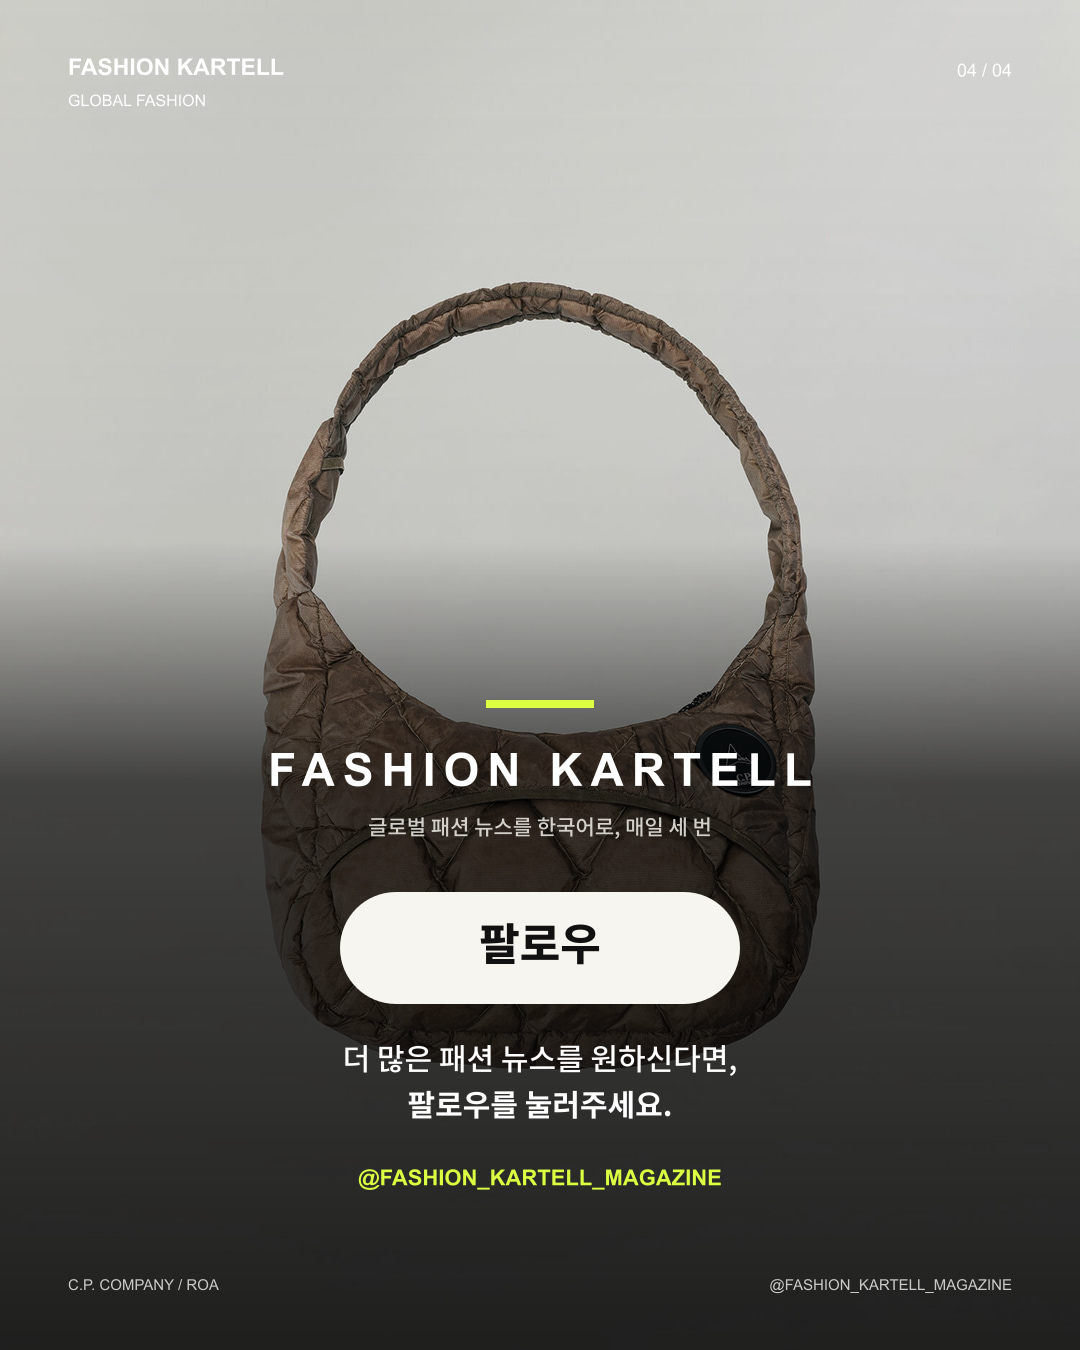 FASHION KARTELL
04 / 04
GLOBAL FASHION
FASHION KARTELL
글로벌 패션 뉴스를 한국어로, 매일 세 번
팔로우
더 많은 패션 뉴스를 원하신다면,
팔로우를 눌러주세요.
@FASHION_KARTELL_MAGAZINE
C.P. COMPANY / ROA
@FASHION_KARTELL_MAGAZINE